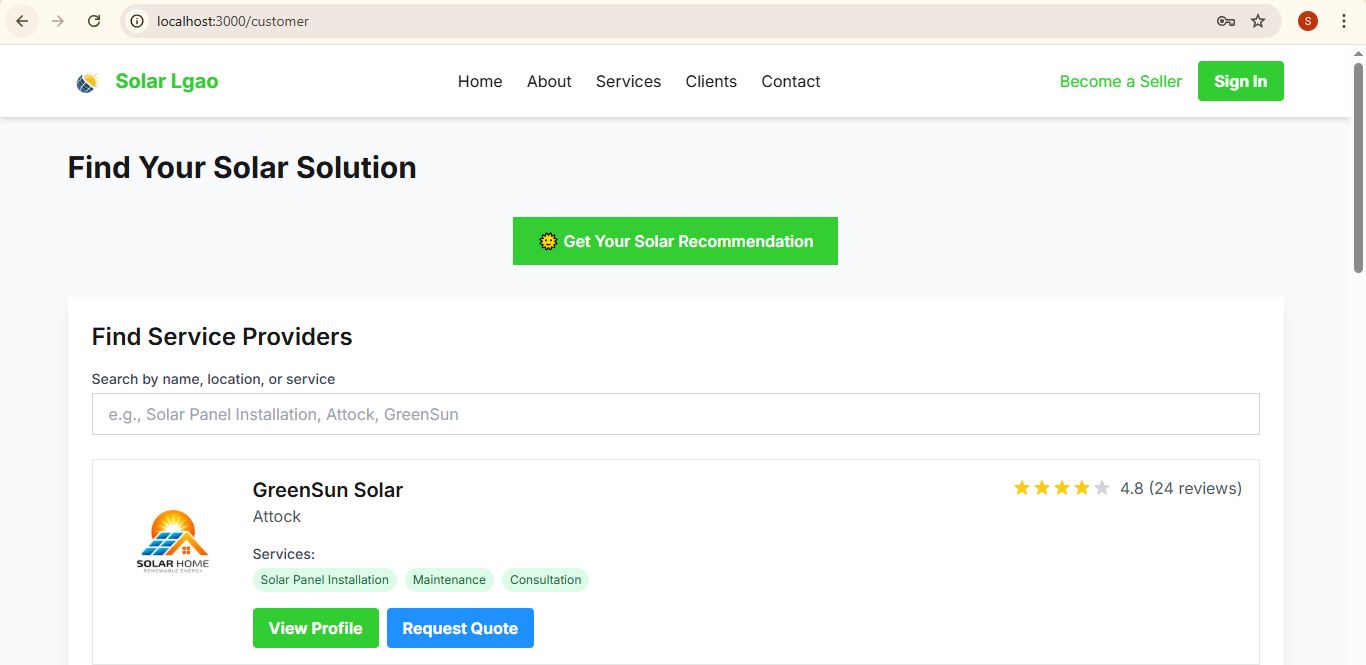 localhost:3000/customer
S
Solar Lgao
Home About Services Clients Contact
Become a Seller
Sign In
Find Your Solar Solution
🌞 Get Your Solar Recommendation
Find Service Providers
Search by name, location, or service
e.g., Solar Panel Installation, Attock, GreenSun
GreenSun Solar
4.8 (24 reviews)
Attock
SOLAR HOME
RENEWABLE ENERGY
Services:
Solar Panel Installation Maintenance Consultation
View Profile Request Quote